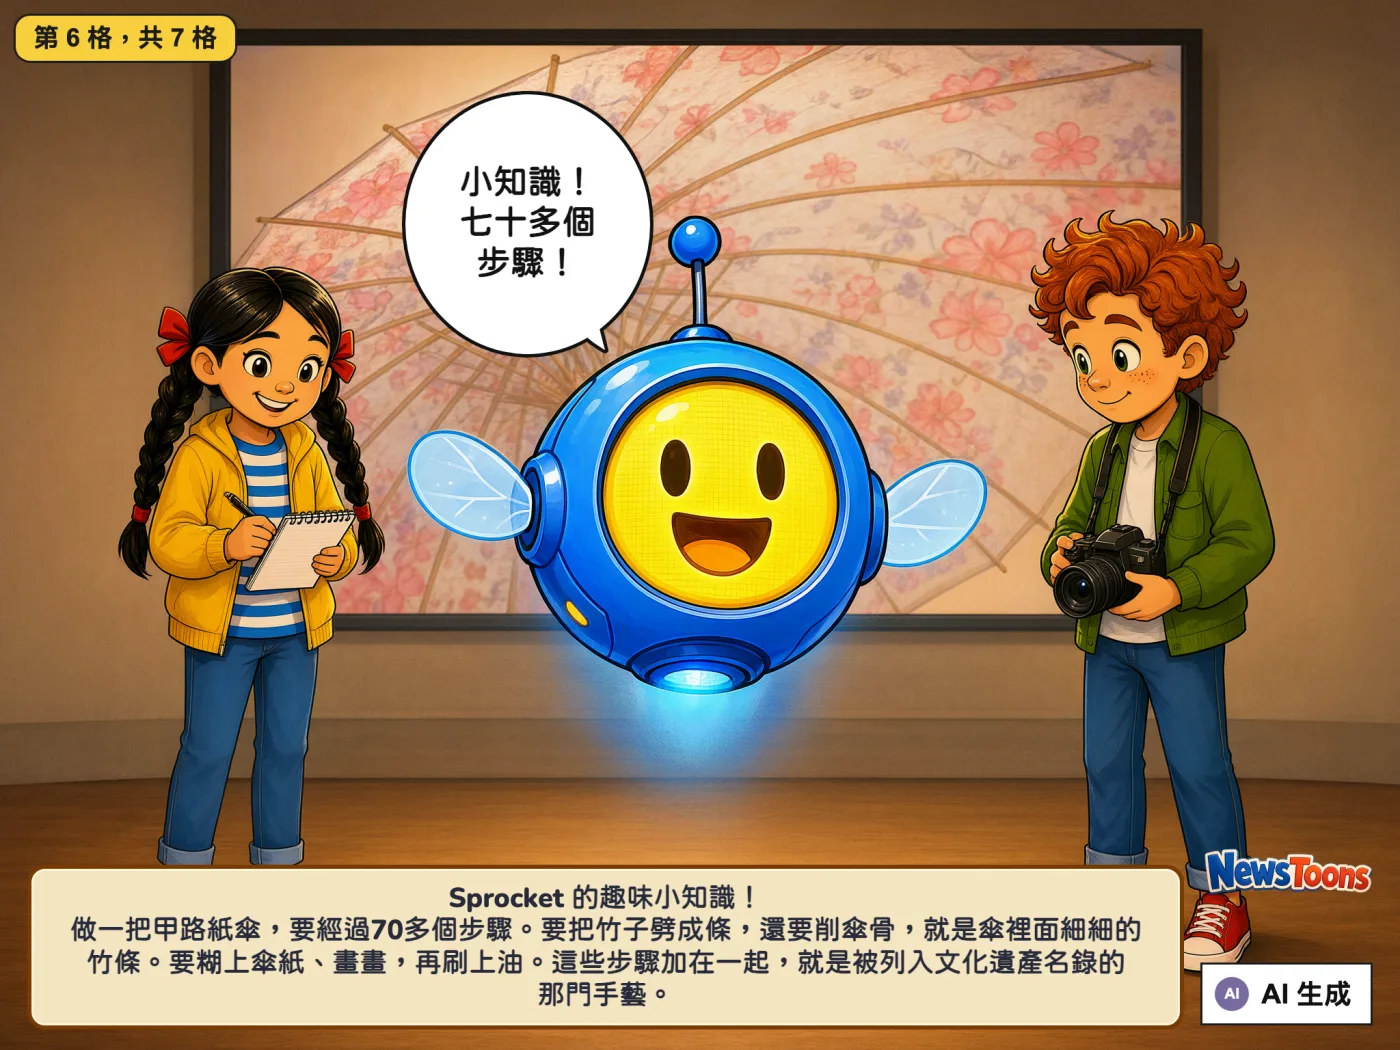 第 6 格，共 7 格
小知識！
七十多個
步驟！
Sprocket 的趣味小知識！
做一把甲路紙傘，要經過70多個步驟。要把竹子劈成條，還要削傘骨，就是傘裡面細細的
竹條。要糊上傘紙、畫畫，再刷上油。這些步驟加在一起，就是被列入文化遺產名錄的
那門手藝。
NewsToons
AI AI 生成